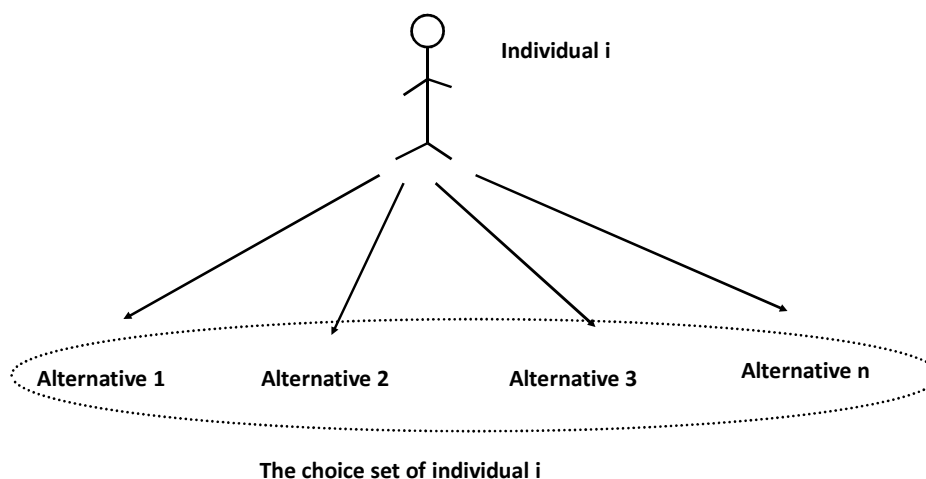 Individual i
Alternative 1
Alternative 2
Alternative 3
Alternative n
The choice set of individual i